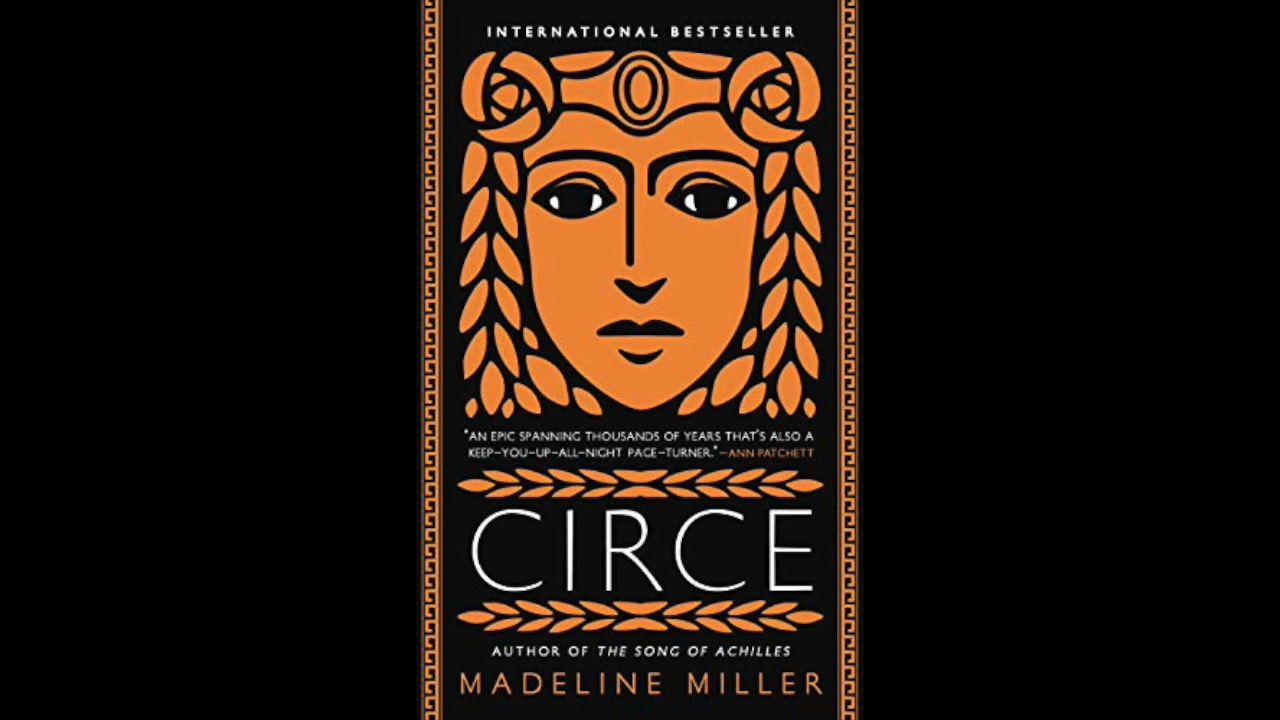 INTERNATIONAL BESTSELLER
"AN EPIC SPANNING THOUSANDS OF YEARS THAT'S ALSO A
KEEP-YOU-UP-ALL-NIGHT PAGE-TURNER."—ANN PATCHETT
CIRCE
AUTHOR OF THE SONG OF ACHILLES
MADELINE MILLER